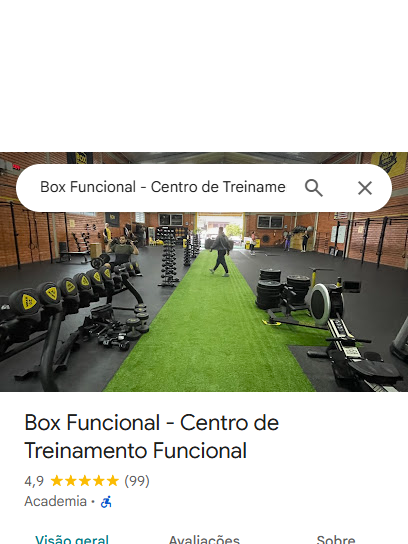 Box Funcional - Centro de Treiname
Box Funcional - Centro de
Treinamento Funcional
4,9 (99)
Academia •
Visão geral Avaliações Sobre